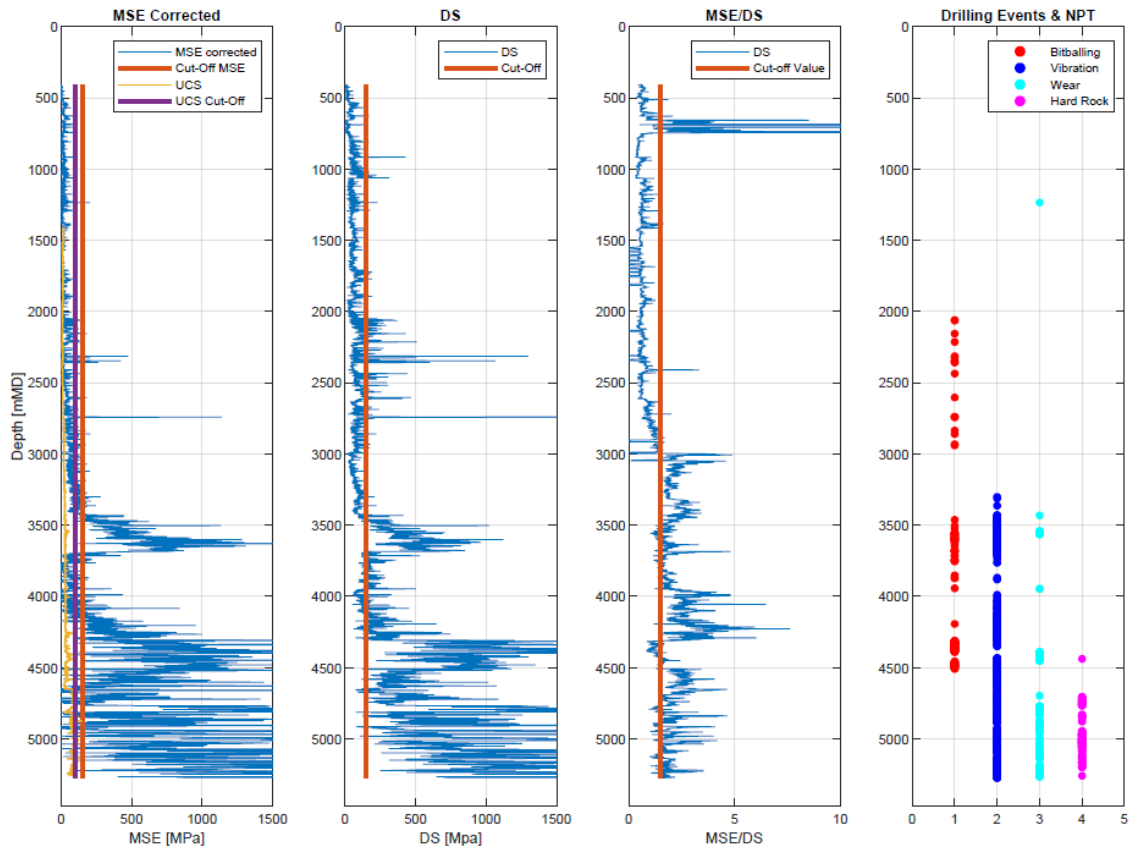 MSE Corrected
MSE corrected
Cut-Off MSE
UCS
UCS Cut-Off
0
500
1000
1500
2000
2500
3000
3500
4000
4500
5000
Depth [mMD]
0 500 1000 1500
MSE [MPa]
DS
DS
Cut-Off
0
500
1000
1500
2000
2500
3000
3500
4000
4500
5000
0 500 1000 1500
DS [Mpa]
MSE/DS
DS
Cut-off Value
0
500
1000
1500
2000
2500
3000
3500
4000
4500
5000
0 5 10
MSE/DS
Drilling Events & NPT
Bitballing
Vibration
Wear
Hard Rock
0
500
1000
1500
2000
2500
3000
3500
4000
4500
5000
0 1 2 3 4 5